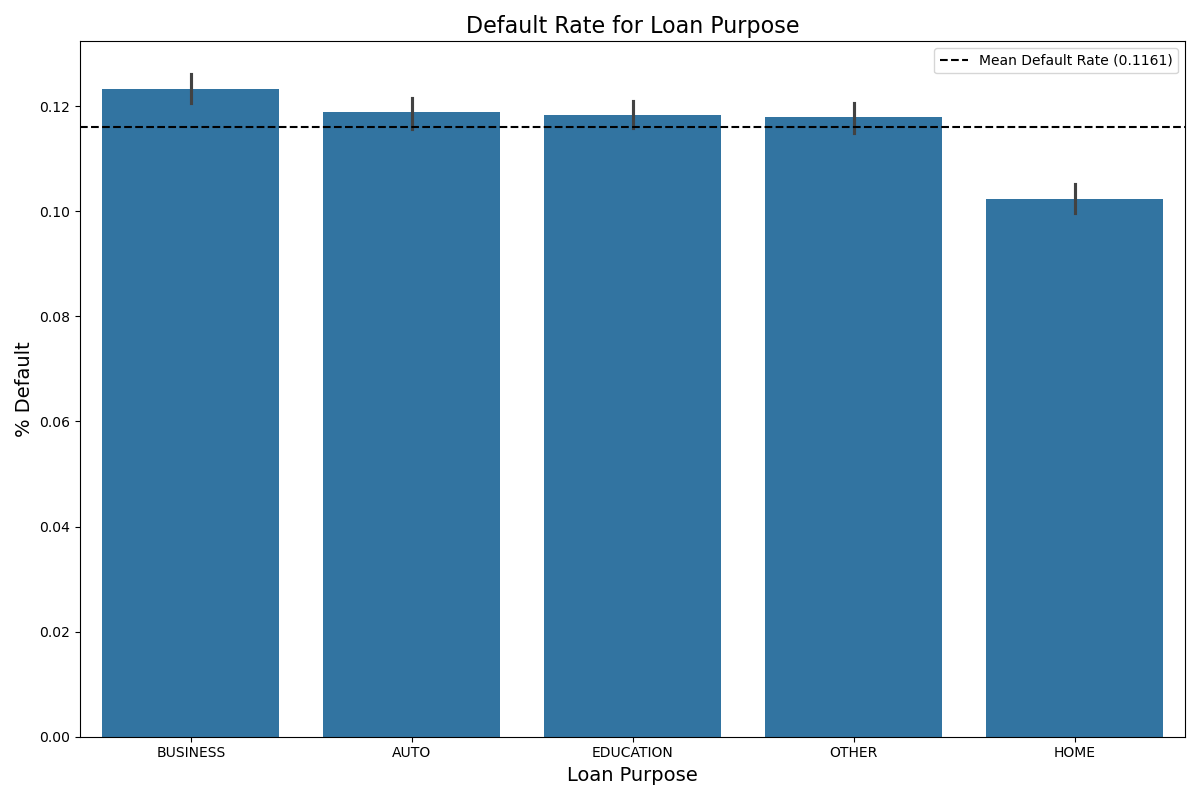 Default Rate for Loan Purpose
Mean Default Rate (0.1161)
% Default
0.12
0.10
0.08
0.06
0.04
0.02
0.00
BUSINESS
AUTO
EDUCATION
OTHER
HOME
Loan Purpose